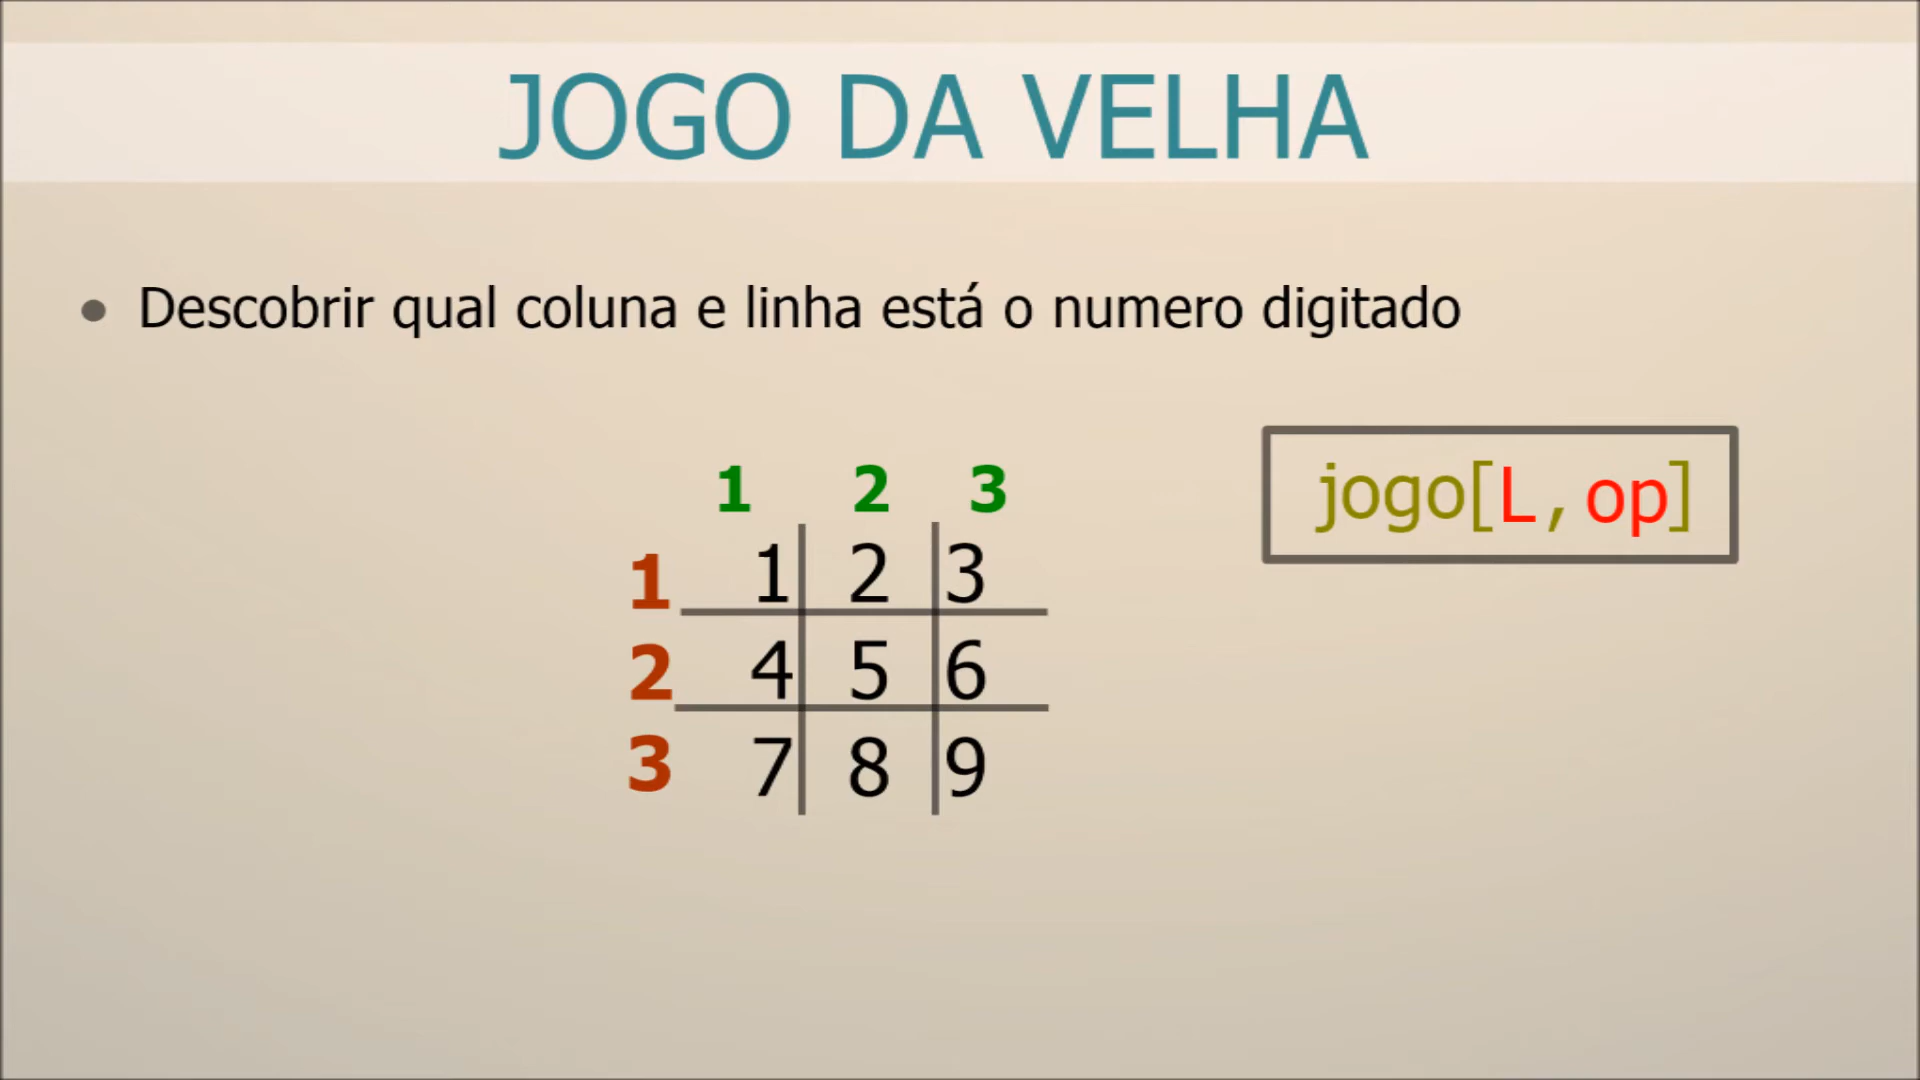 JOGO DA VELHA
• Descobrir qual coluna e linha está o numero digitado
1 2 3
jogo[L,op]
1 1 2 3
2 4 5 6
3 7 8 9